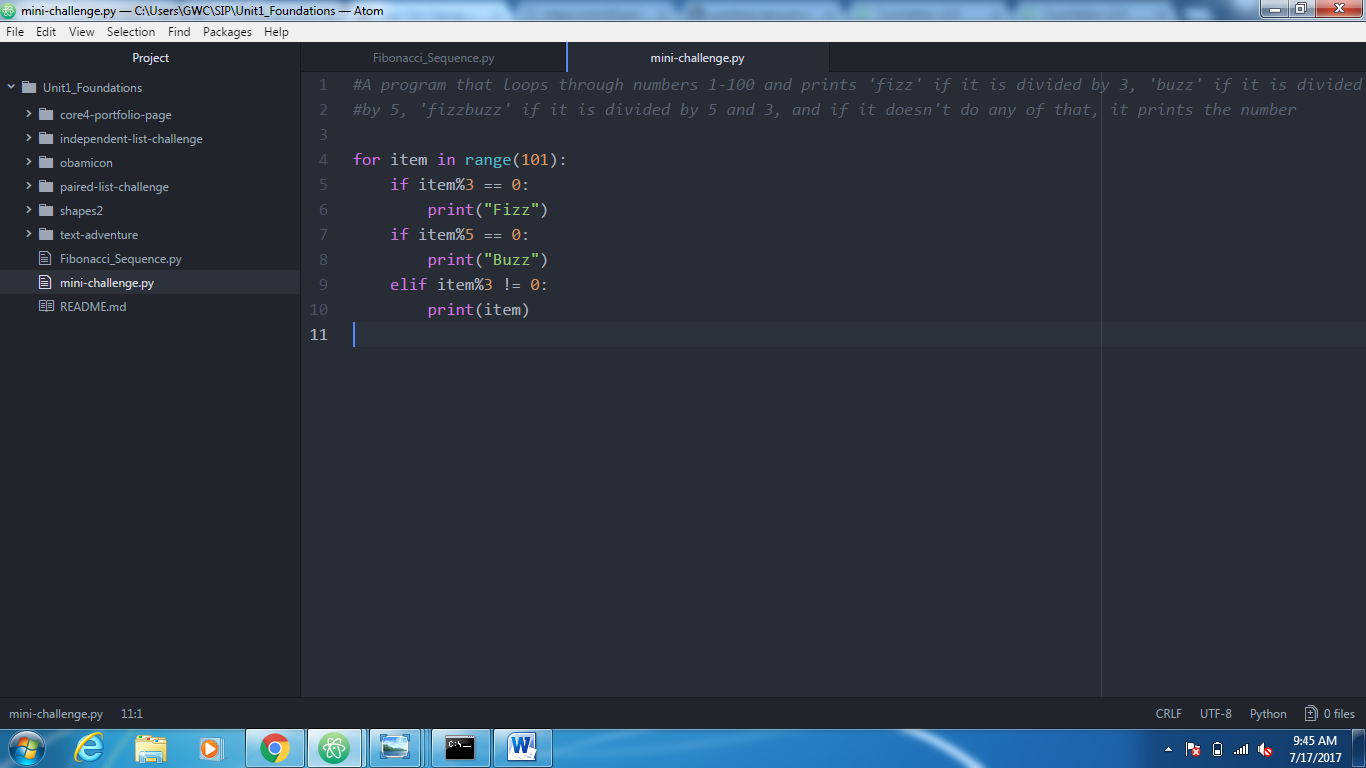 mini-challenge.py — C:\Users\GWC\SIP\Unit1_Foundations — Atom
File Edit View Selection Find Packages Help
Project
Fibonacci_Sequence.py
mini-challenge.py
Unit1_Foundations
core4-portfolio-page
independent-list-challenge
obamicon
paired-list-challenge
shapes2
text-adventure
Fibonacci_Sequence.py
mini-challenge.py
README.md
1 #A program that loops through numbers 1-100 and prints 'fizz' if it is divided by 3, 'buzz' if it is divided
2 #by 5, 'fizzbuzz' if it is divided by 5 and 3, and if it doesn't do any of that, it prints the number
3
4 for item in range(101):
5     if item%3 == 0:
6         print("Fizz")
7     if item%5 == 0:
8         print("Buzz")
9     elif item%3 != 0:
10         print(item)
11
mini-challenge.py 11:1
CRLF UTF-8 Python 0 files
C:\_
W
9:45 AM
7/17/2017